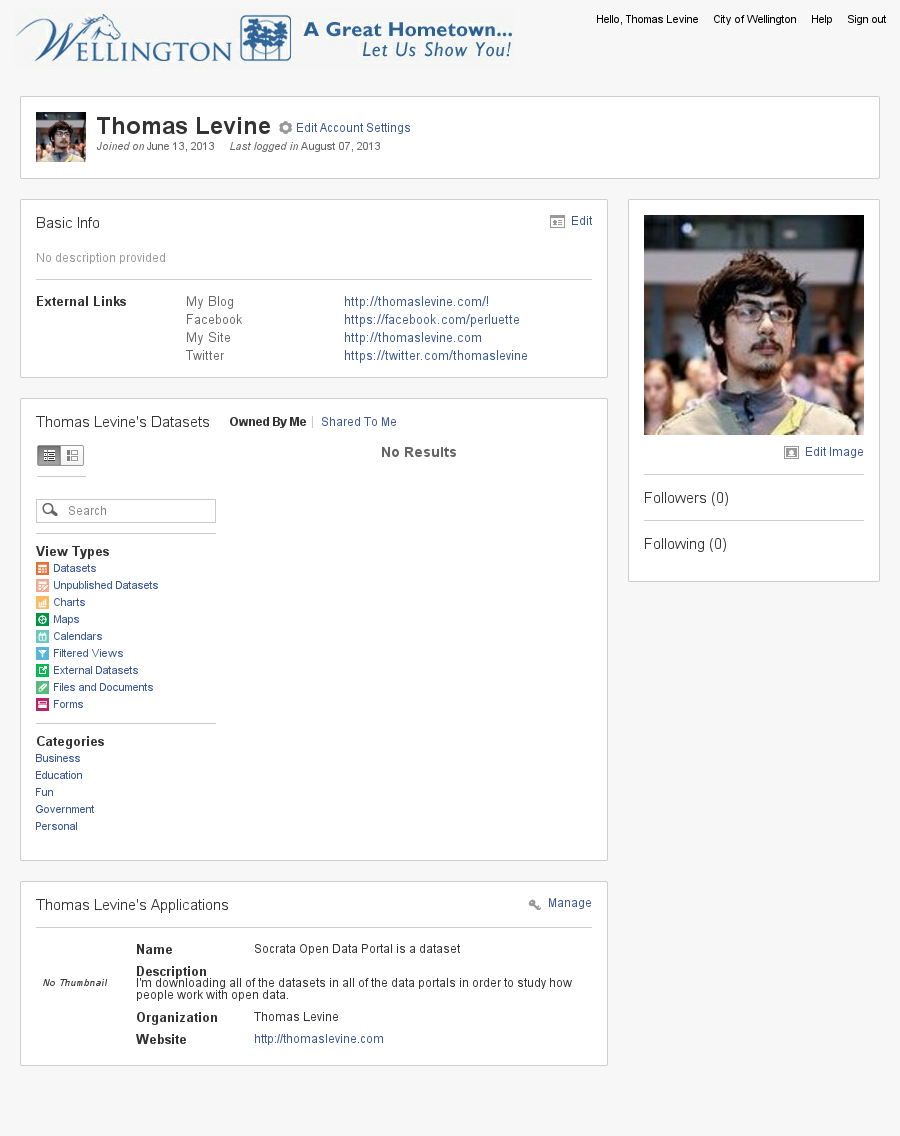 WELLINGTON
A Great Hometown...
Let Us Show You!
Hello, Thomas Levine City of Wellington Help Sign out
Thomas Levine Edit Account Settings
Joined on June 13, 2013 Last logged in August 07, 2013
Basic Info Edit
No description provided
External Links My Blog http://thomaslevine.com/!
Facebook https://facebook.com/perluette
My Site http://thomaslevine.com
Twitter https://twitter.com/thomaslevine
Edit Image
Followers (0)
Following (0)
Thomas Levine's Datasets Owned By Me Shared To Me
No Results
Search
View Types
Datasets
Unpublished Datasets
Charts
Maps
Calendars
Filtered Views
External Datasets
Files and Documents
Forms
Categories
Business
Education
Fun
Government
Personal
Thomas Levine's Applications Manage
No Thumbnail
Name Socrata Open Data Portal is a dataset
Description
I'm downloading all of the datasets in all of the data portals in order to study how
people work with open data.
Organization Thomas Levine
Website http://thomaslevine.com